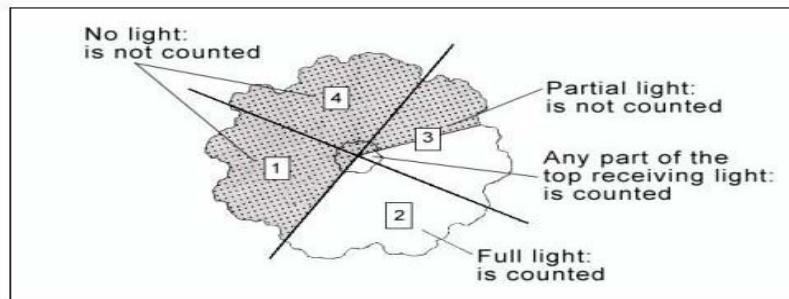 No light:
is not counted
4
Partial light:
is not counted
3
1
Any part of the
top receiving light:
is counted
2
Full light:
is counted